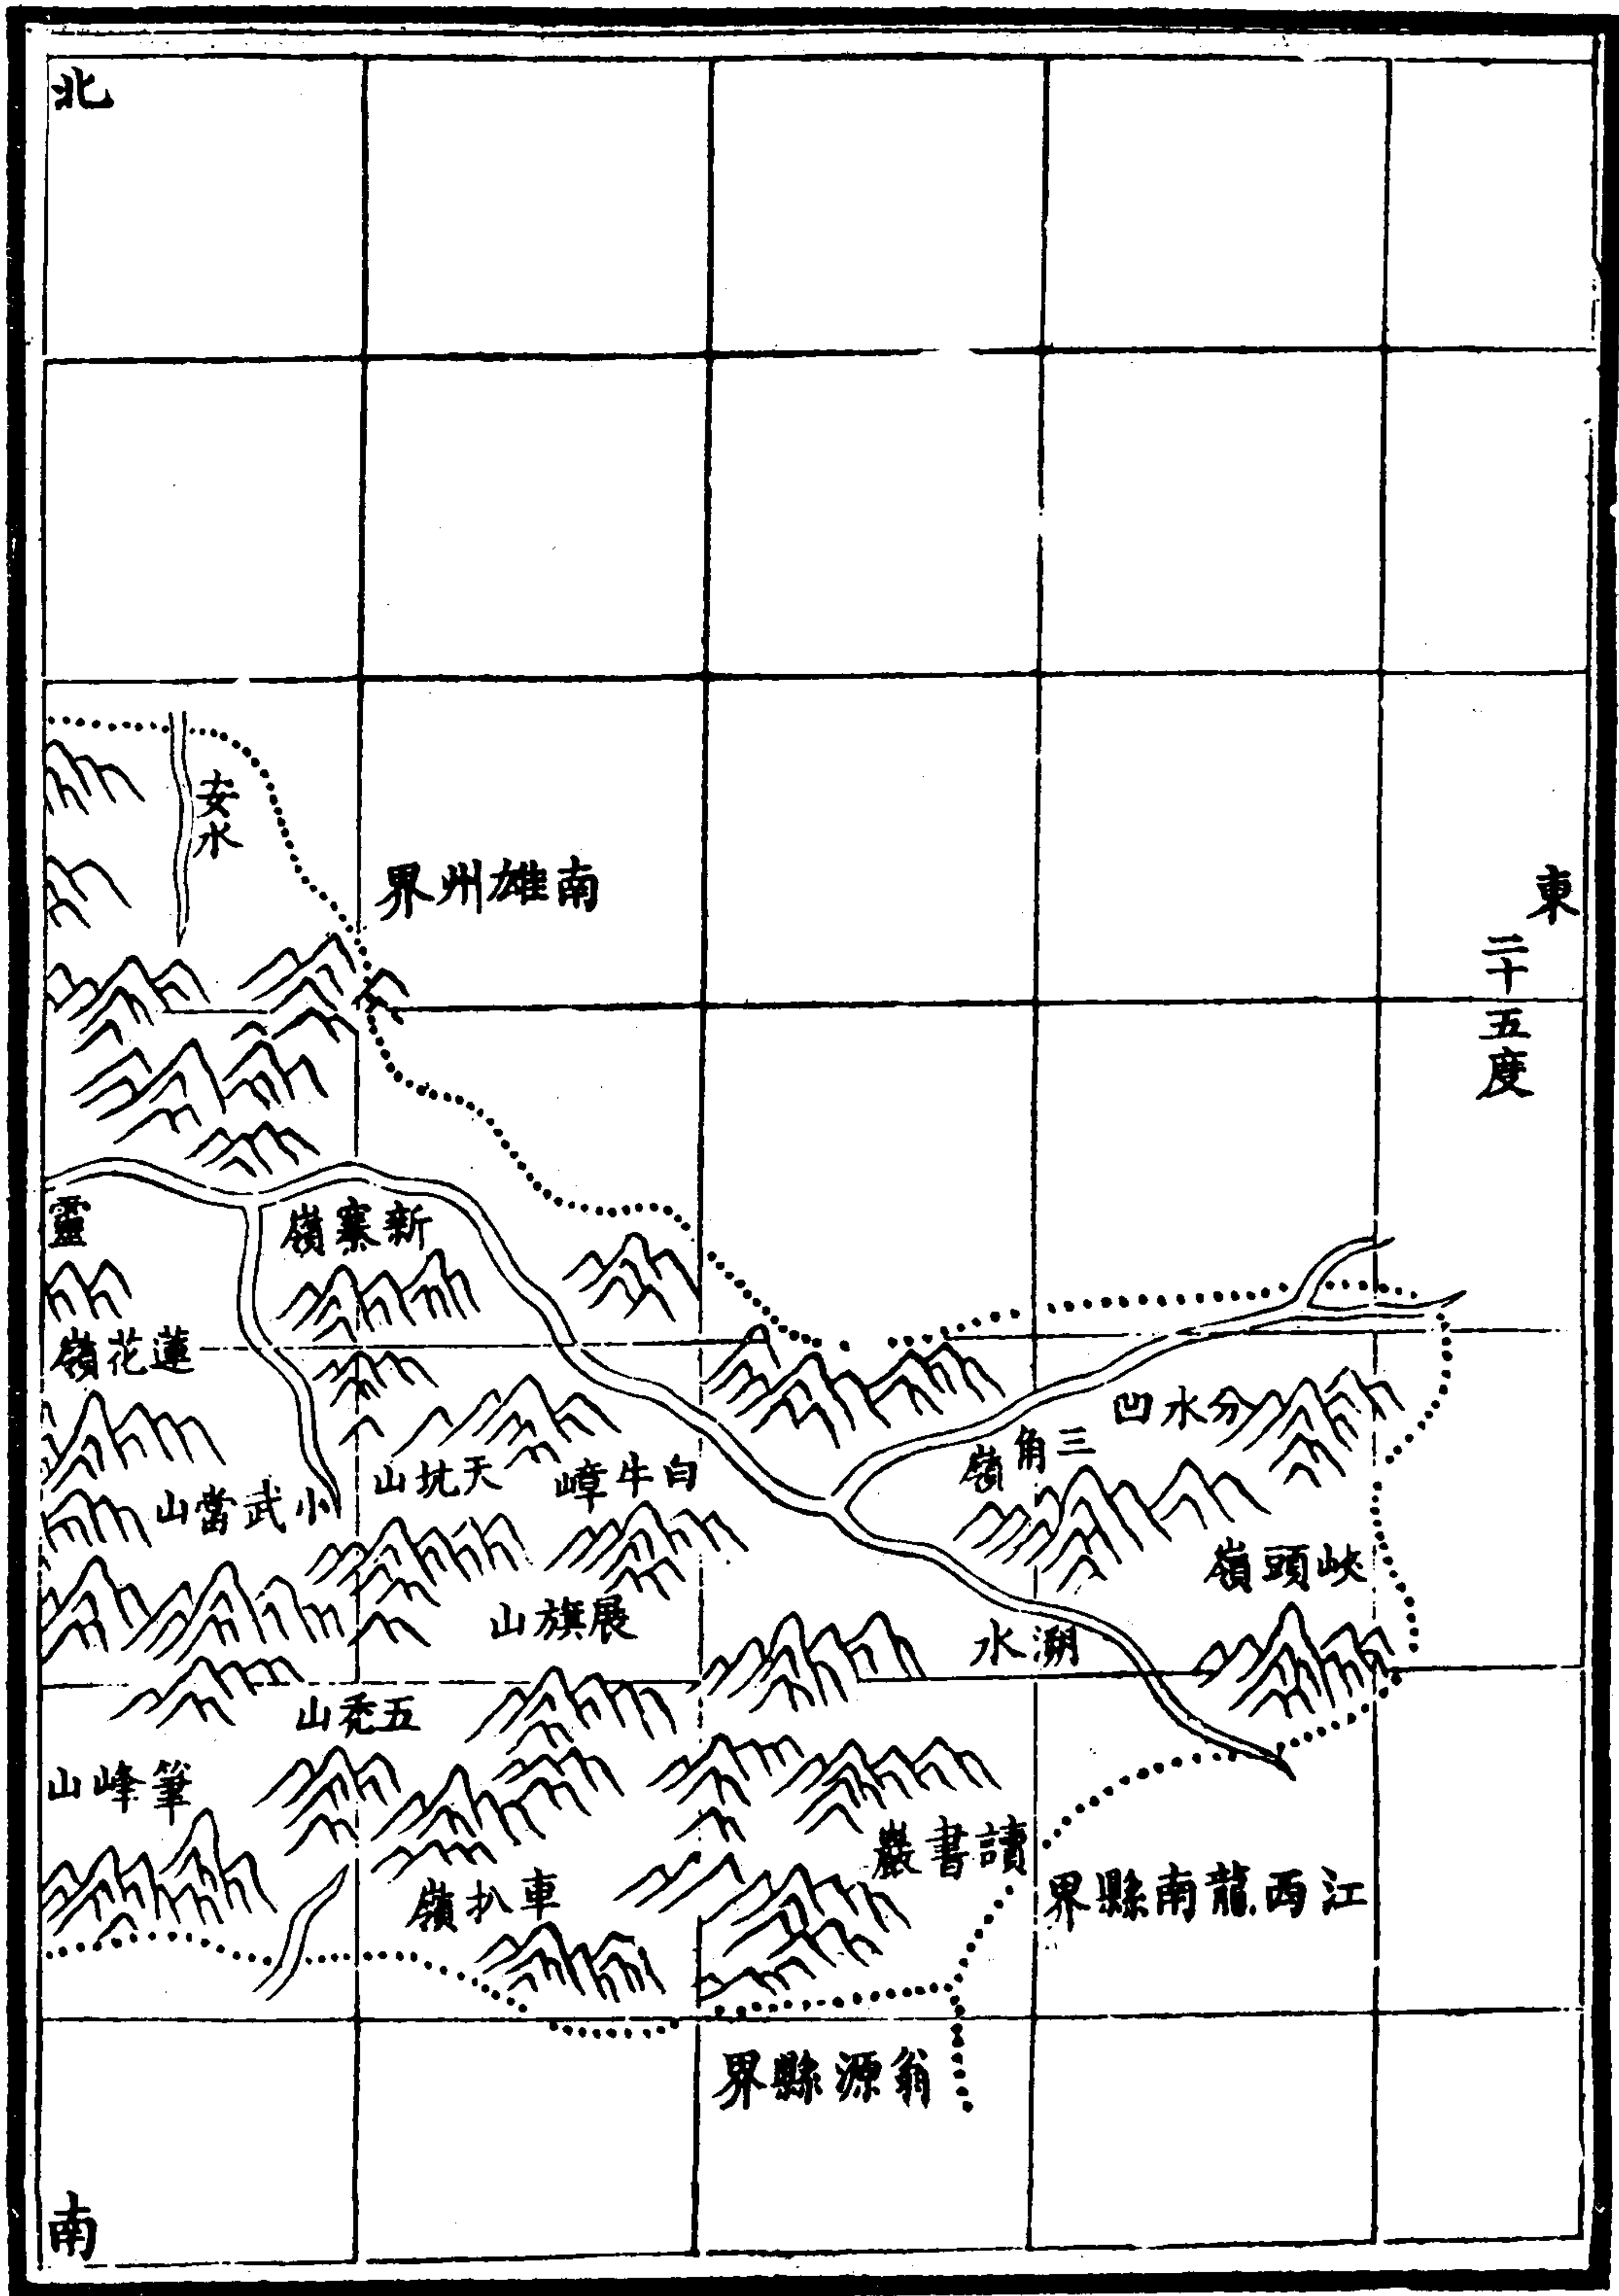 北
東
二十五度
安水
南雄州界
靈
新寨嶺
蓮花嶺
分水凹
三角嶺
小武當山
天坑山
白牛嶂
峽頭嶺
展旗山
溯水
五禿山
筆峰山
讀書巖
車扒嶺
江西龍南縣界
翁源縣界
南